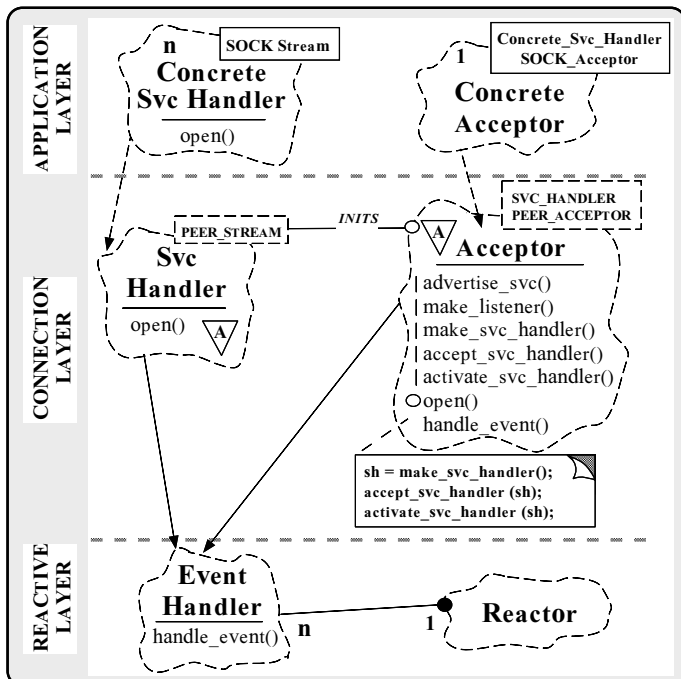 APPLICATION
LAYER
n
SOCK Stream
Concrete
Svc Handler
open()
Concrete_Svc_Handler
SOCK_Acceptor
1
Concrete
Acceptor
CONNECTION
LAYER
PEER_STREAM
INITS
SVC_HANDLER
PEER_ACCEPTOR
Svc
Handler
open()
A
A
Acceptor
advertise_svc()
make_listener()
make_svc_handler()
accept_svc_handler()
activate_svc_handler()
open()
handle_event()
sh = make_svc_handler();
accept_svc_handler (sh);
activate_svc_handler (sh);
REACTIVE
LAYER
Event
Handler
handle_event()
n
1
Reactor